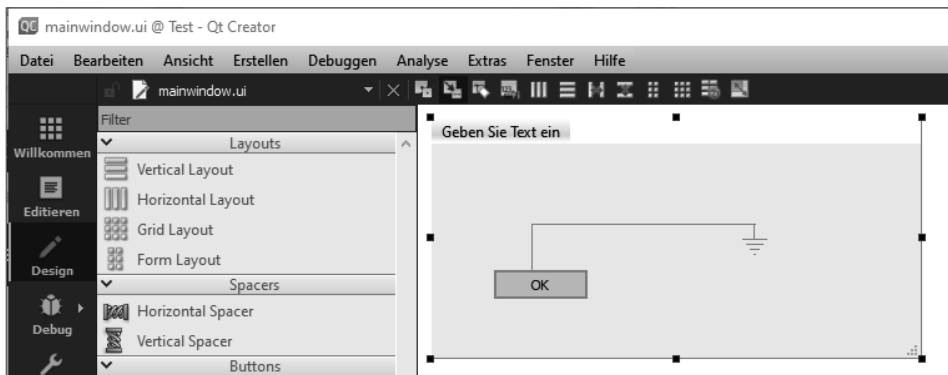 QC mainwindow.ui @ Test - Qt Creator
Datei Bearbeiten Ansicht Erstellen Debuggen Analyse Extras Fenster Hilfe
mainwindow.ui
Filter
Geben Sie Text ein
Layouts
Willkommen
Vertical Layout
Horizontal Layout
Editieren
Grid Layout
Form Layout
Design
Spacers
OK
Horizontal Spacer
Debug
Vertical Spacer
Buttons